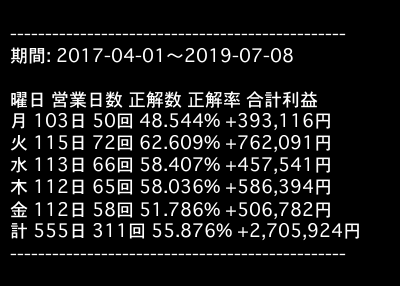 ------------------------------------------------
期間: 2017-04-01〜2019-07-08
曜日 営業日数 正解数 正解率 合計利益
月 103日 50回 48.544% +393,116円
火 115日 72回 62.609% +762,091円
水 113日 66回 58.407% +457,541円
木 112日 65回 58.036% +586,394円
金 112日 58回 51.786% +506,782円
計 555日 311回 55.876% +2,705,924円
------------------------------------------------